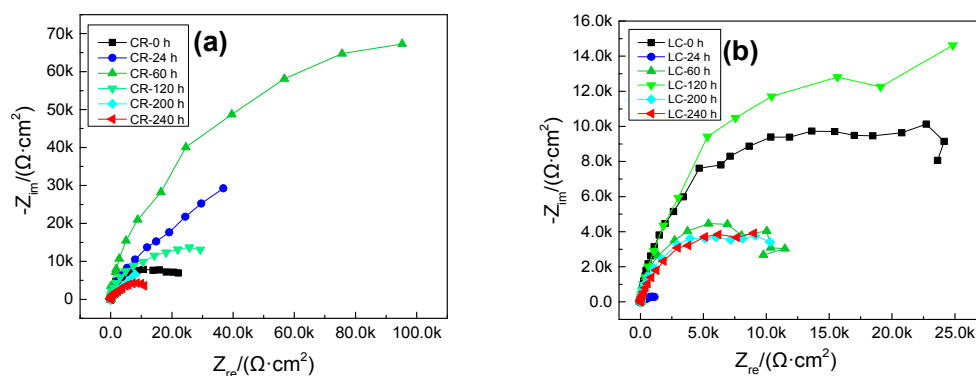 (a)
CR-0 h
CR-24 h
CR-60 h
CR-120 h
CR-200 h
CR-240 h
70k
60k
50k
40k
30k
20k
10k
0
-Z_im/(Ω·cm²)
0.0 20.0k 40.0k 60.0k 80.0k 100.0k
Z_re/(Ω·cm²)
(b)
LC-0 h
LC-24 h
LC-60 h
LC-120 h
LC-200 h
LC-240 h
16.0k
14.0k
12.0k
10.0k
8.0k
6.0k
4.0k
2.0k
0.0
-Z_im/(Ω·cm²)
0.0 5.0k 10.0k 15.0k 20.0k 25.0k
Z_re/(Ω·cm²)